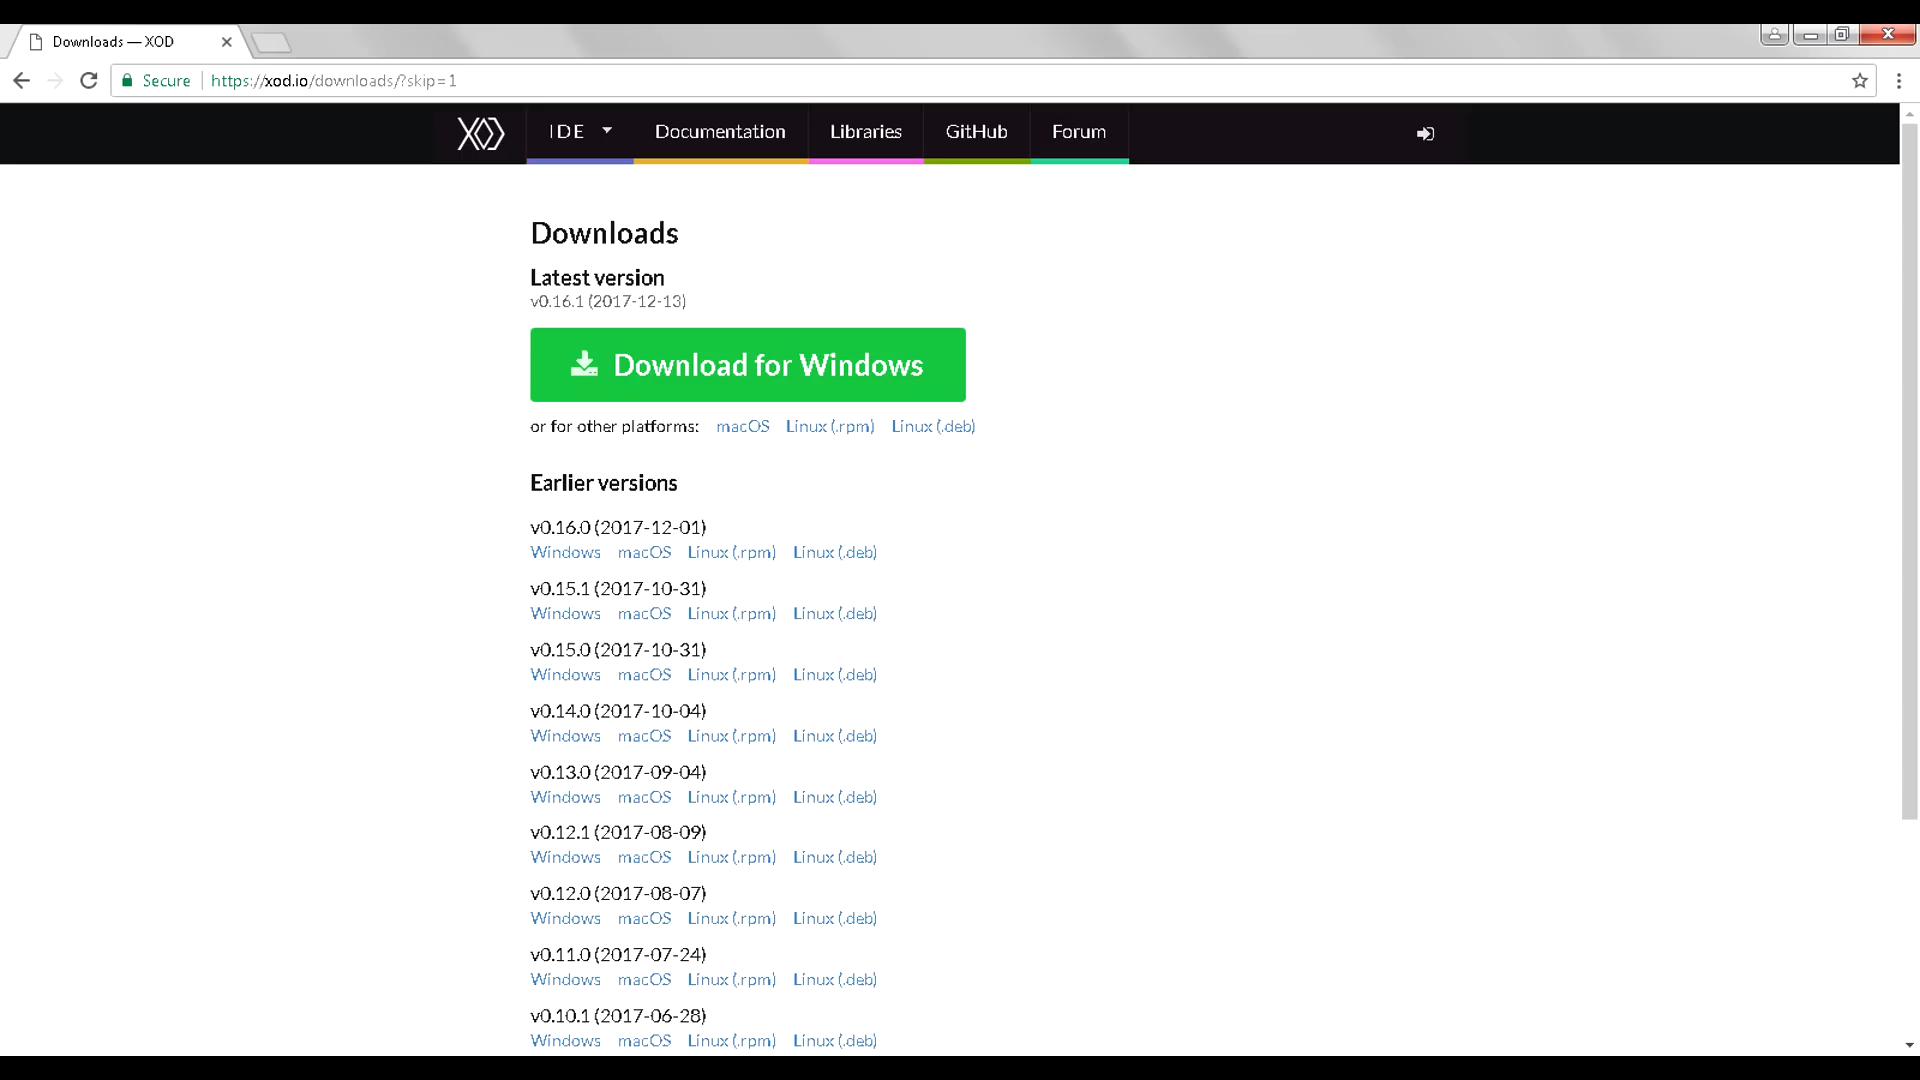 Downloads — XOD
Secure https://xod.io/downloads/?skip=1
XOD IDE Documentation Libraries GitHub Forum
Downloads
Latest version
v0.16.1 (2017-12-13)
Download for Windows
or for other platforms: macOS Linux (.rpm) Linux (.deb)
Earlier versions
v0.16.0 (2017-12-01)
Windows macOS Linux (.rpm) Linux (.deb)
v0.15.1 (2017-10-31)
Windows macOS Linux (.rpm) Linux (.deb)
v0.15.0 (2017-10-31)
Windows macOS Linux (.rpm) Linux (.deb)
v0.14.0 (2017-10-04)
Windows macOS Linux (.rpm) Linux (.deb)
v0.13.0 (2017-09-04)
Windows macOS Linux (.rpm) Linux (.deb)
v0.12.1 (2017-08-09)
Windows macOS Linux (.rpm) Linux (.deb)
v0.12.0 (2017-08-07)
Windows macOS Linux (.rpm) Linux (.deb)
v0.11.0 (2017-07-24)
Windows macOS Linux (.rpm) Linux (.deb)
v0.10.1 (2017-06-28)
Windows macOS Linux (.rpm) Linux (.deb)